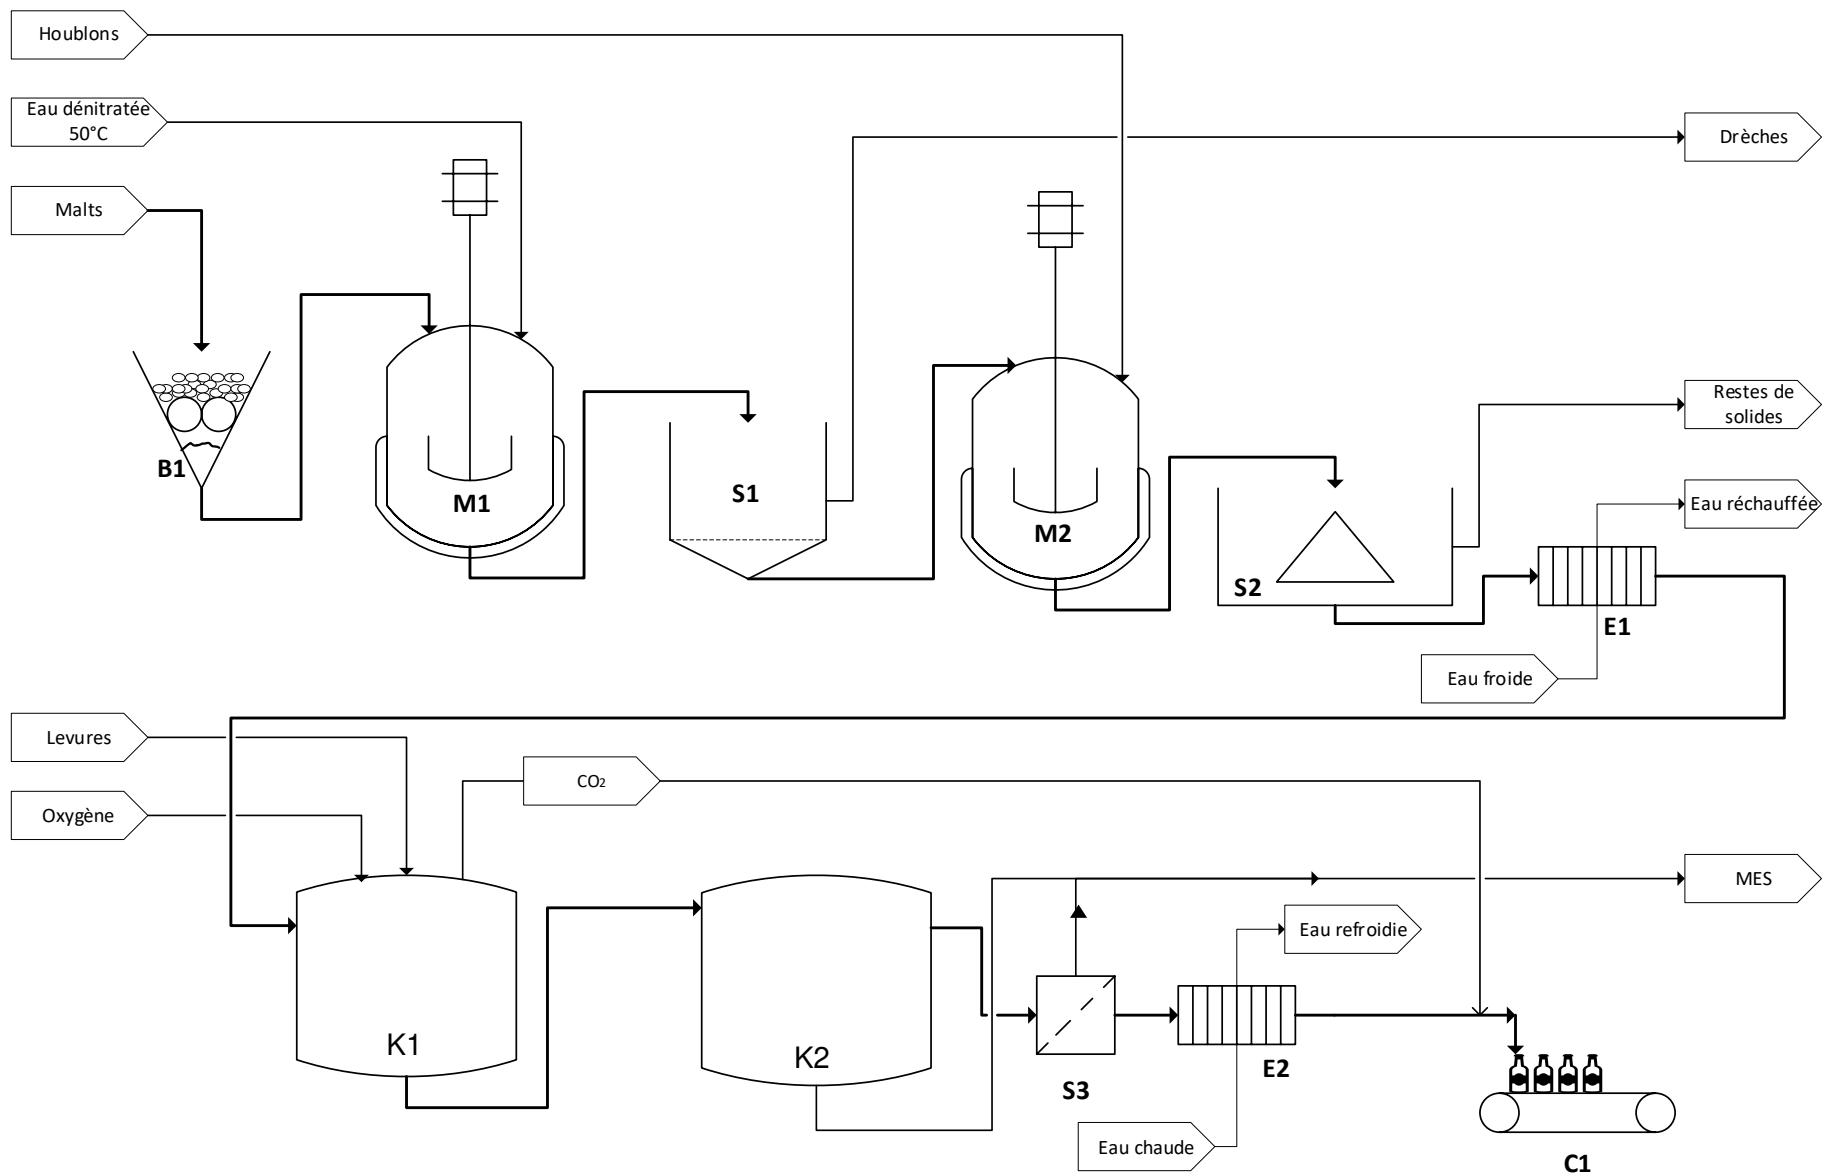 Houblons
Eau dénitratée
50°C
Drèches
Malts
B1
M1
S1
M2
S2
Restes de
solides
Eau réchauffée
E1
Eau froide
Levures
CO₂
Oxygène
MES
Eau refroidie
K1
K2
S3
E2
Eau chaude
C1